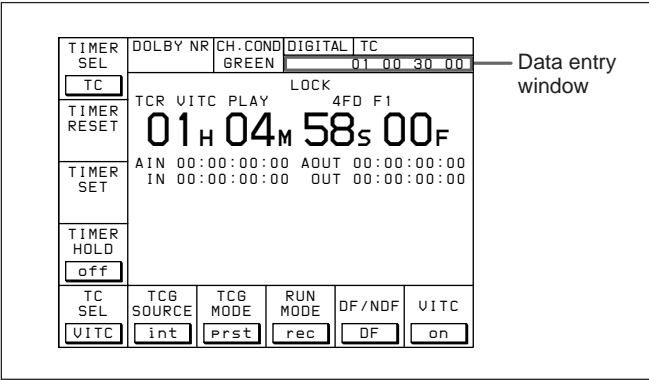 TIMER SEL
TC
DOLBY NR
CH.COND
GREEN
DIGITAL
TC
01 00 30 00
Data entry window
TIMER RESET
LOCK
TCR VITC PLAY 4FD F1
01H 04M 58S 00F
AIN 00:00:00:00 AOUT 00:00:00:00
IN 00:00:00:00 OUT 00:00:00:00
TIMER SET
TIMER HOLD
off
TC SEL
VITC
TCG SOURCE
int
TCG MODE
prst
RUN MODE
rec
DF/NDF
DF
VITC
on